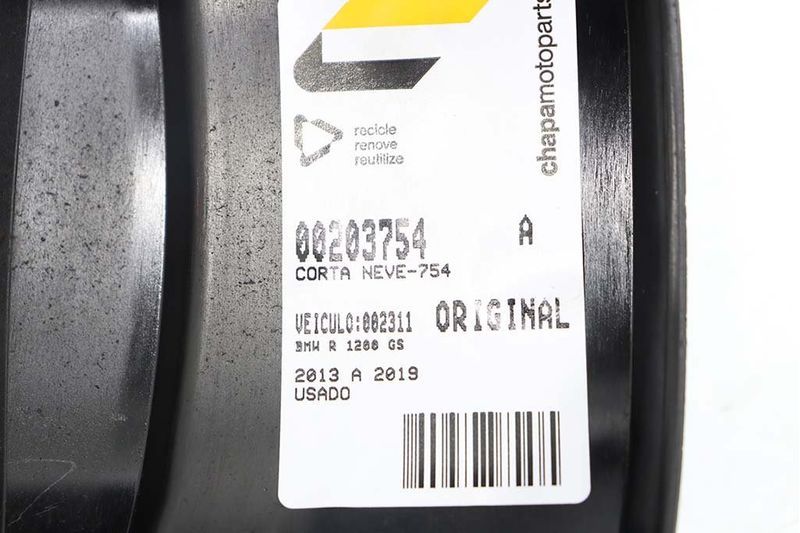 chapamotoparts
recicle
renove
reutilize
00203754 A
CORTA NEVE-754
VEICULO:002311 ORIGINAL
BMW R 1200 GS
2013 A 2019
USADO